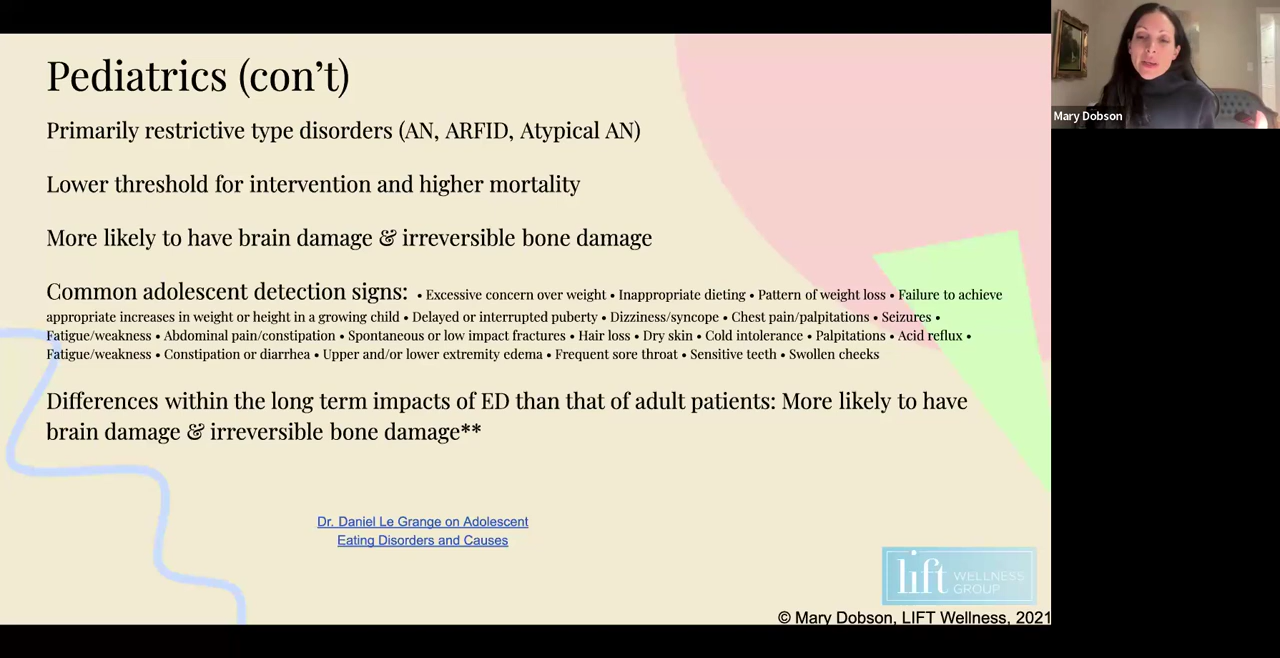 Pediatrics (con’t)
Primarily restrictive type disorders (AN, ARFID, Atypical AN)
Lower threshold for intervention and higher mortality
More likely to have brain damage & irreversible bone damage
Common adolescent detection signs: • Excessive concern over weight • Inappropriate dieting • Pattern of weight loss • Failure to achieve
appropriate increases in weight or height in a growing child • Delayed or interrupted puberty • Dizziness/syncope • Chest pain/palpitations • Seizures •
Fatigue/weakness • Abdominal pain/constipation • Spontaneous or low impact fractures • Hair loss • Dry skin • Cold intolerance • Palpitations • Acid reflux •
Fatigue/weakness • Constipation or diarrhea • Upper and/or lower extremity edema • Frequent sore throat • Sensitive teeth • Swollen cheeks
Differences within the long term impacts of ED than that of adult patients: More likely to have
brain damage & irreversible bone damage**
Dr. Daniel Le Grange on Adolescent
Eating Disorders and Causes
lift WELLNESS
GROUP
© Mary Dobson, LIFT Wellness, 2021
Mary Dobson